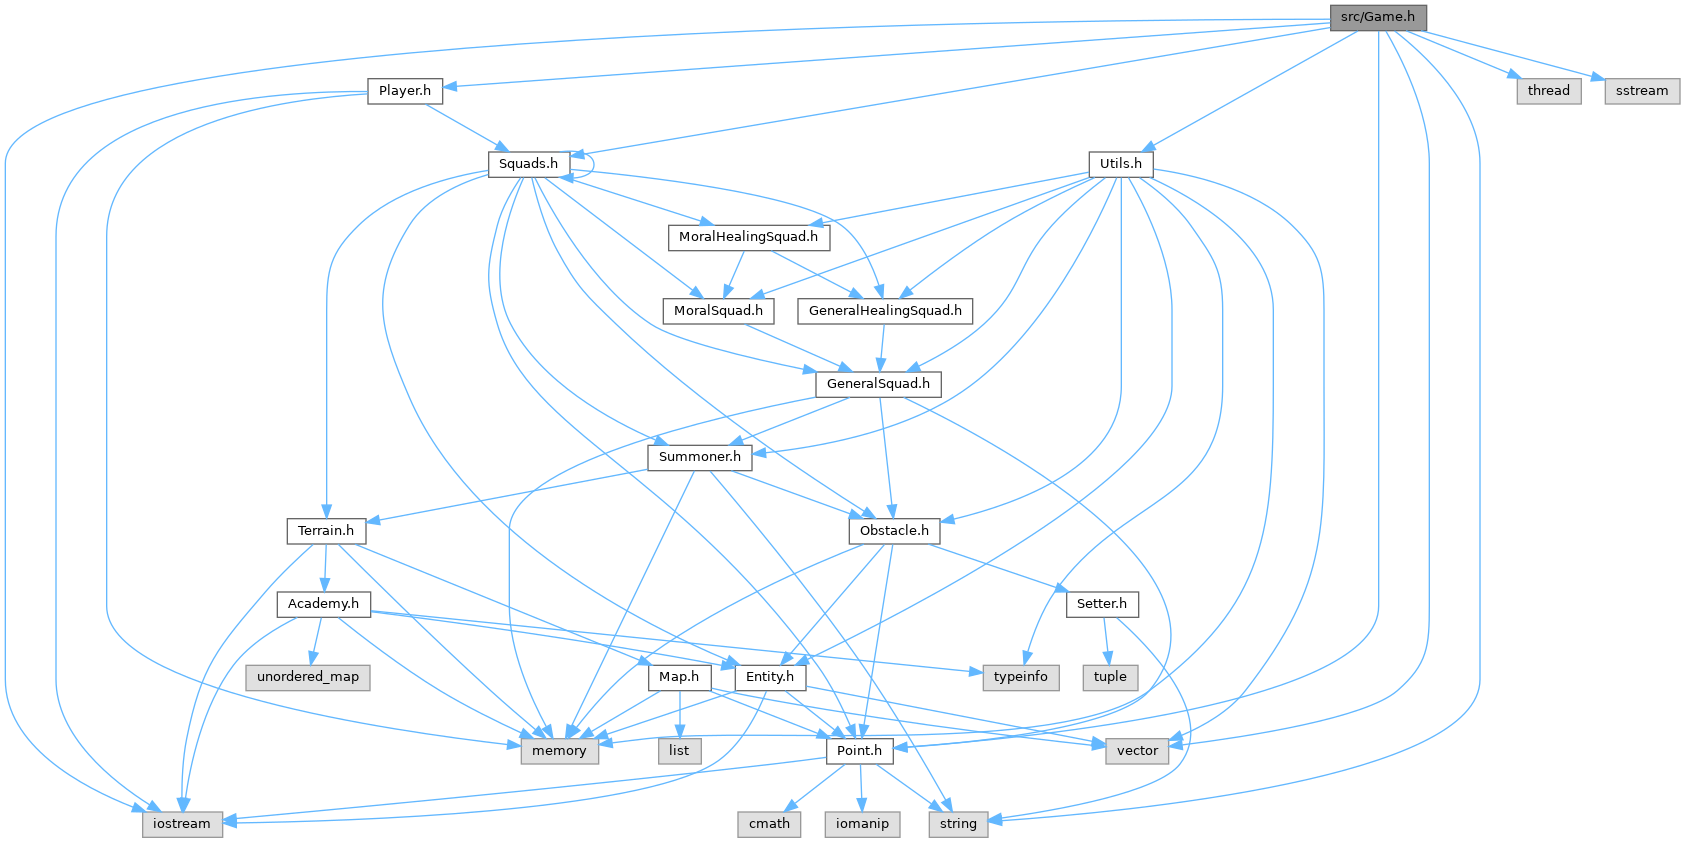 src/Game.h
Player.h
thread
sstream
Squads.h
Utils.h
MoralHealingSquad.h
MoralSquad.h
GeneralHealingSquad.h
GeneralSquad.h
Summoner.h
Terrain.h
Obstacle.h
Academy.h
Setter.h
unordered_map
Map.h
Entity.h
typeinfo
tuple
memory
list
Point.h
vector
iostream
cmath
iomanip
string